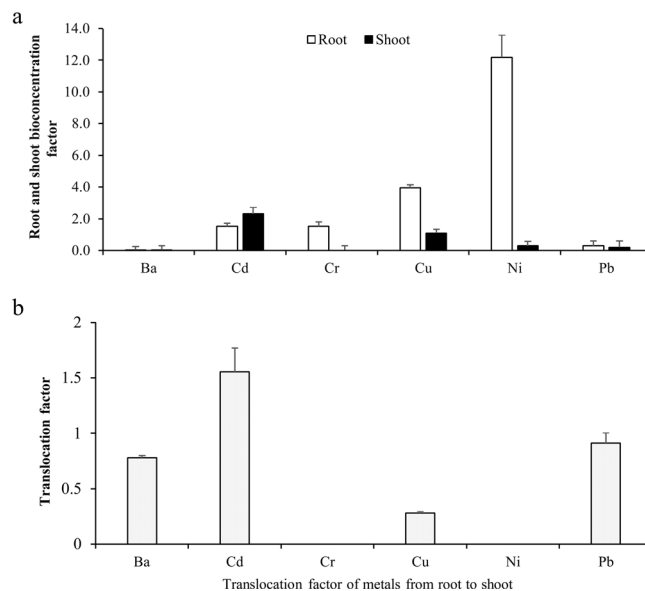 a
Root and shoot bioconcentration
factor
14.0
12.0
10.0
8.0
6.0
4.0
2.0
0.0
Root Shoot
Ba Cd Cr Cu Ni Pb
b
Translocation factor
2
1.5
1
0.5
0
Ba Cd Cr Cu Ni Pb
Translocation factor of metals from root to shoot